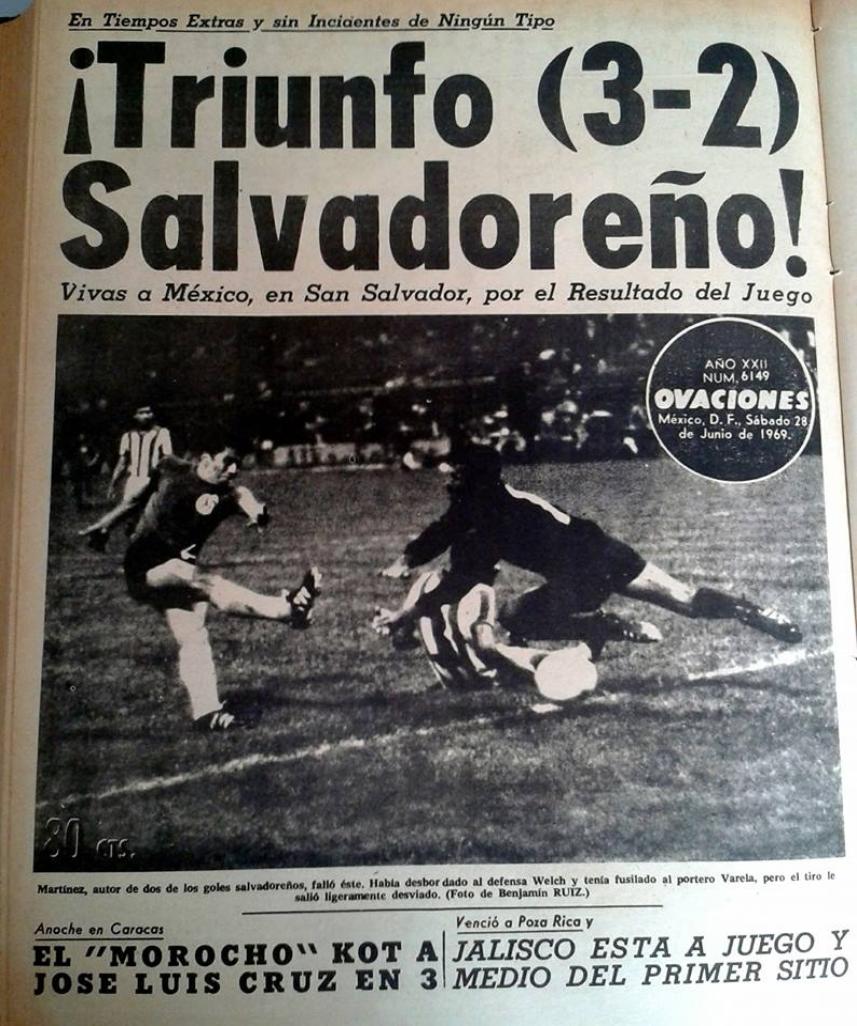 En Tiempos Extras y sin Incidentes de Ningún Tipo
¡Triunfo (3-2)
Salvadoreño!
Vivas a México, en San Salvador, por el Resultado del Juego
AÑO XXII
NUM. 6149
OVACIONES
México, D. F., Sábado 28
de Junio de 1969.
80 CTS.
Martínez, autor de dos de los goles salvadoreños, falló éste. Había desbordado al defensa Welch y tenía fusilado al portero Varela, pero el tiro le
salió ligeramente desviado. (Foto de Benjamín RUIZ.)
Anoche en Caracas
EL "MOROCHO" KOT A
JOSE LUIS CRUZ EN 3
Venció a Poza Rica y
JALISCO ESTA A JUEGO Y
MEDIO DEL PRIMER SITIO